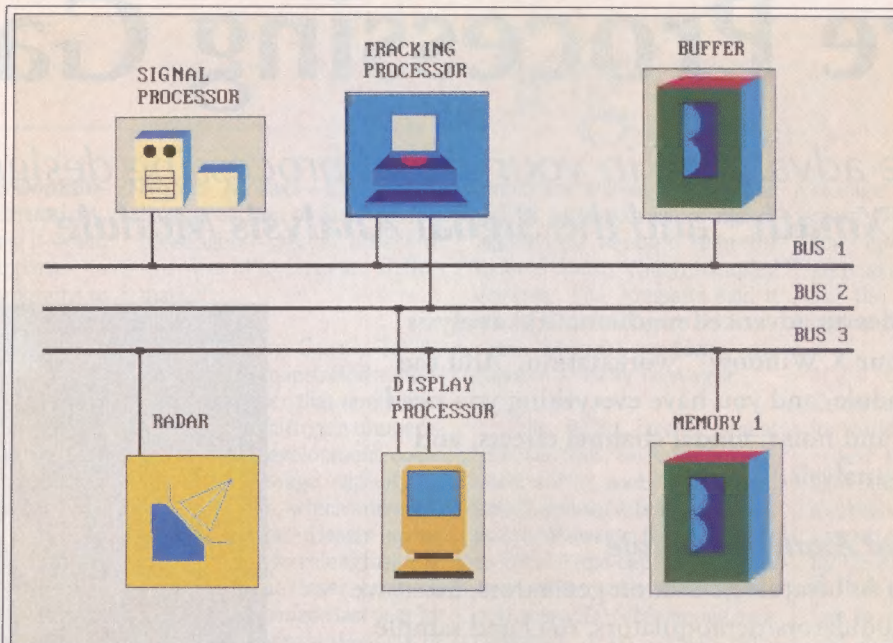 SIGNAL
PROCESSOR
TRACKING
PROCESSOR
BUFFER
BUS 1
BUS 2
BUS 3
RADAR
DISPLAY
PROCESSOR
MEMORY 1